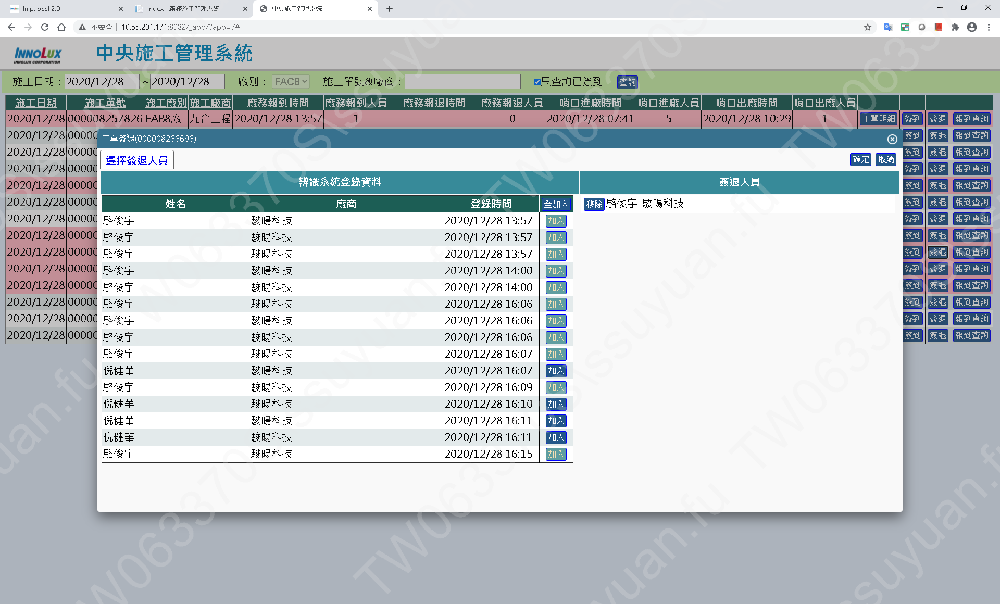 Inip.local 2.0
Index - 廠務施工管理系統
中央施工管理系統
不安全 10.55.201.171:8082/_app/?app=7#
INNOLUX
INNOLUX CORPORATION
中央施工管理系統
施工日期： 2020/12/28 ~ 2020/12/28 廠別： FAC8 施工單號&廠商： 只查詢已簽到 查詢
施工日期 施工單號 施工廠別 施工廠商 廠務報到時間 廠務報到人員 廠務報退時間 廠務報退人員 哨口進廠時間 哨口進廠人員 哨口出廠時間 哨口出廠人員
2020/12/28 000008257826 FAB8廠 九合工程 2020/12/28 13:57 1 0 2020/12/28 07:41 5 2020/12/28 10:29 1 工單明細 簽到 簽退 報到查詢
2020/12/28 00000 簽到 簽退 報到查詢
2020/12/28 00000 簽到 簽退 報到查詢
2020/12/28 00000 簽到 簽退 報到查詢
2020/12/28 00000 簽到 簽退 報到查詢
2020/12/28 00000 簽到 簽退 報到查詢
2020/12/28 00000 簽到 簽退 報到查詢
2020/12/28 00000 簽到 簽退 報到查詢
2020/12/28 00000 簽到 簽退 報到查詢
2020/12/28 00000 簽到 簽退 報到查詢
2020/12/28 00000 簽到 簽退 報到查詢
2020/12/28 00000 簽到 簽退 報到查詢
2020/12/28 00000 簽到 簽退 報到查詢
2020/12/28 00000 簽到 簽退 報到查詢
工單簽退(000008266696)
選擇簽退人員 確定 取消
辨識系統登錄資料 簽退人員
姓名 廠商 登錄時間 全加入
移除 駱俊宇-駿暘科技
駱俊宇 駿暘科技 2020/12/28 13:57 加入
駱俊宇 駿暘科技 2020/12/28 13:57 加入
駱俊宇 駿暘科技 2020/12/28 13:57 加入
駱俊宇 駿暘科技 2020/12/28 14:00 加入
駱俊宇 駿暘科技 2020/12/28 14:00 加入
駱俊宇 駿暘科技 2020/12/28 16:06 加入
駱俊宇 駿暘科技 2020/12/28 16:06 加入
駱俊宇 駿暘科技 2020/12/28 16:06 加入
駱俊宇 駿暘科技 2020/12/28 16:07 加入
倪健華 駿暘科技 2020/12/28 16:07 加入
駱俊宇 駿暘科技 2020/12/28 16:09 加入
倪健華 駿暘科技 2020/12/28 16:10 加入
倪健華 駿暘科技 2020/12/28 16:11 加入
倪健華 駿暘科技 2020/12/28 16:11 加入
駱俊宇 駿暘科技 2020/12/28 16:15 加入
TW063370S\ssuyuan.fu